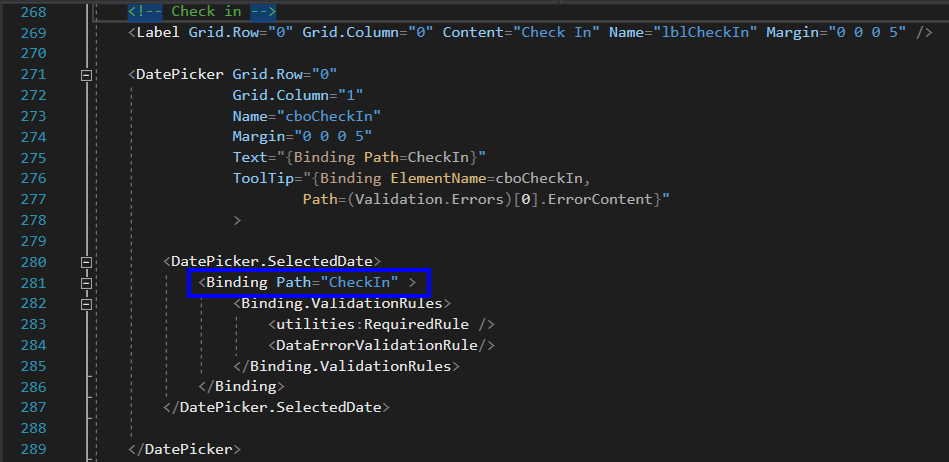 268 <!-- Check in -->
269 <Label Grid.Row="0" Grid.Column="0" Content="Check In" Name="lblCheckIn" Margin="0 0 0 5" />
270
271 <DatePicker Grid.Row="0"
272 Grid.Column="1"
273 Name="cboCheckIn"
274 Margin="0 0 0 5"
275 Text="{Binding Path=CheckIn}"
276 ToolTip="{Binding ElementName=cboCheckIn,
277 Path=(Validation.Errors)[0].ErrorContent}"
278 >
279
280 <DatePicker.SelectedDate>
281 <Binding Path="CheckIn" >
282 <Binding.ValidationRules>
283 <utilities:RequiredRule />
284 <DataErrorValidationRule/>
285 </Binding.ValidationRules>
286 </Binding>
287 </DatePicker.SelectedDate>
288
289 </DatePicker>